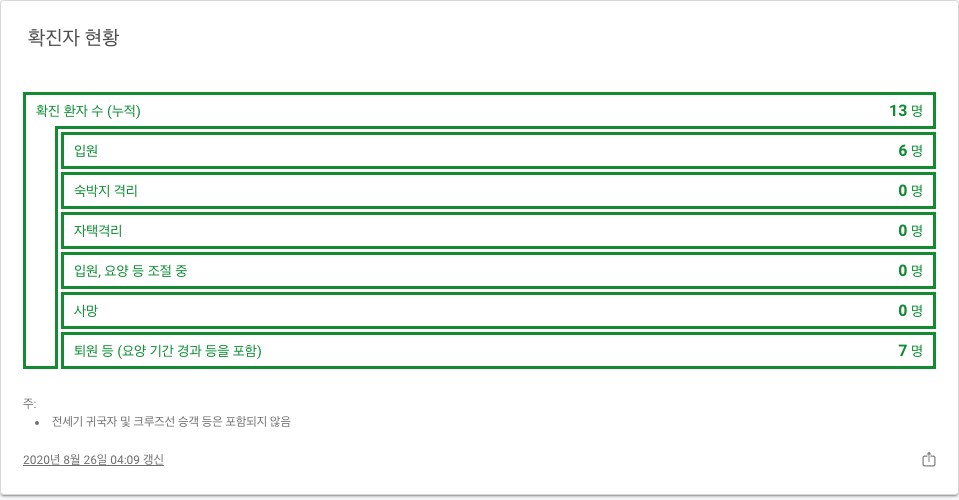 확진자 현황
확진 환자 수 (누적) 13 명
입원 6 명
숙박지 격리 0 명
자택격리 0 명
입원, 요양 등 조절 중 0 명
사망 0 명
퇴원 등 (요양 기간 경과 등을 포함) 7 명
주:
• 전세기 귀국자 및 크루즈선 승객 등은 포함되지 않음
2020년 8월 26일 04:09 갱신